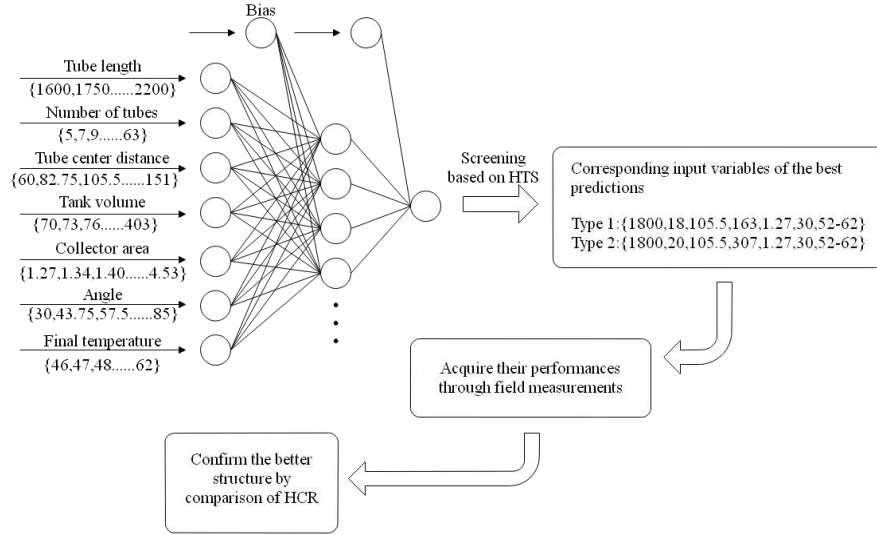 Bias
Tube length
{1600,1750......2200}
Number of tubes
{5,7,9......63}
Tube center distance
{60,82.75,105.5......151}
Tank volume
{70,73,76......403}
Collector area
{1.27,1.34,1.40......4.53}
Angle
{30,43.75,57.5......85}
Final temperature
{46,47,48......62}
Screening
based on HTS
Corresponding input variables of the best
predictions
Type 1:{1800,18,105.5,163,1.27,30,52-62}
Type 2:{1800,20,105.5,307,1.27,30,52-62}
Acquire their performances
through field measurements
Confirm the better
structure by
comparison of HCR